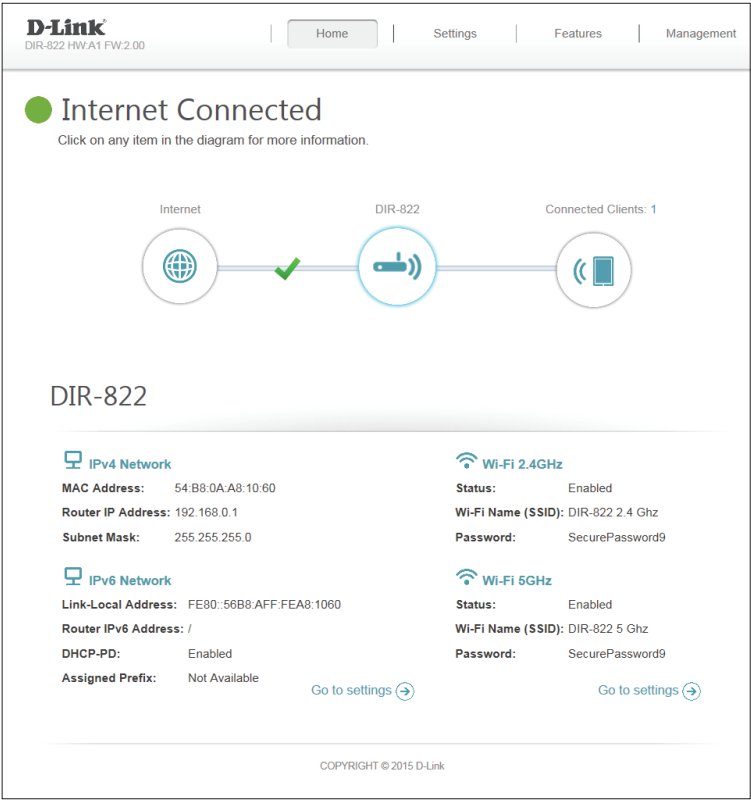 D-Link
DIR-822 HW:A1 FW:2.00
Home
Settings
Features
Management
Internet Connected
Click on any item in the diagram for more information.
Internet
DIR-822
Connected Clients: 1
DIR-822
IPv4 Network
MAC Address: 54:B8:0A:A8:10:60
Router IP Address: 192.168.0.1
Subnet Mask: 255.255.255.0
IPv6 Network
Link-Local Address: FE80::56B8:AFF:FEA8:1060
Router IPv6 Address: /
DHCP-PD: Enabled
Assigned Prefix: Not Available
Go to settings
Wi-Fi 2.4GHz
Status: Enabled
Wi-Fi Name (SSID): DIR-822 2.4 Ghz
Password: SecurePassword9
Wi-Fi 5GHz
Status: Enabled
Wi-Fi Name (SSID): DIR-822 5 Ghz
Password: SecurePassword9
Go to settings
COPYRIGHT © 2015 D-Link